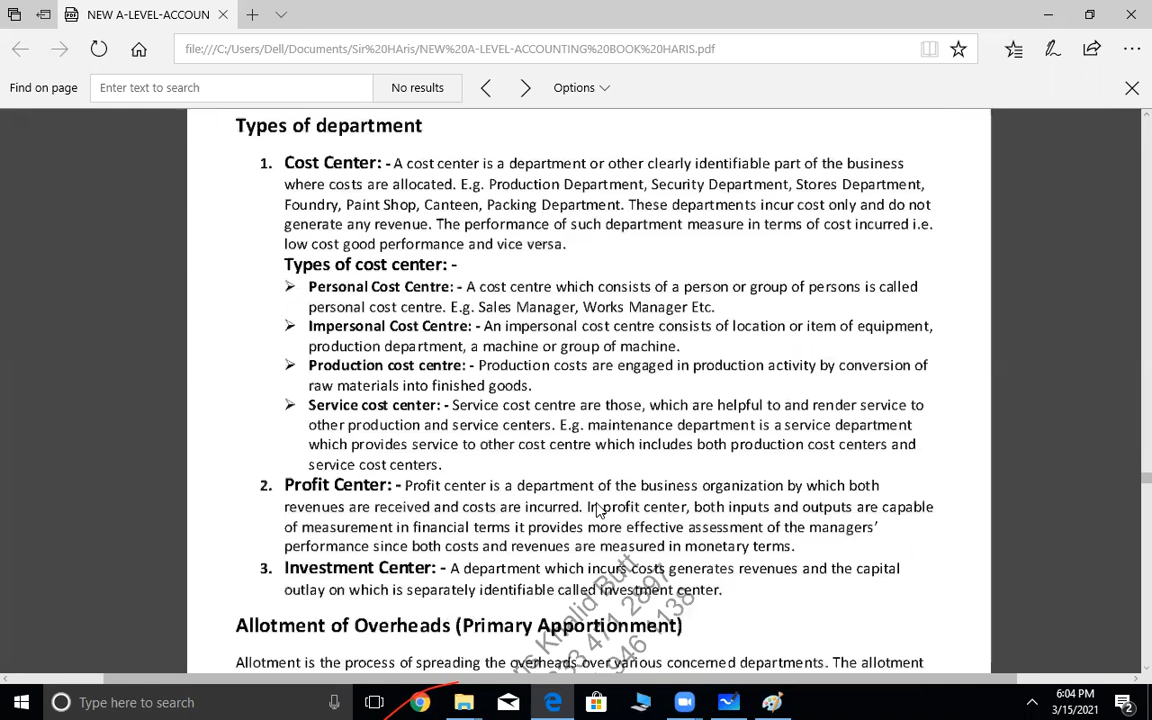 NEW A-LEVEL-ACCOUN
file:///C:/Users/Dell/Documents/Sir%20HAris/NEW%20A-LEVEL-ACCOUNTING%20BOOK%20HARIS.pdf
Find on page
Enter text to search
No results
Options
Types of department
1. Cost Center: - A cost center is a department or other clearly identifiable part of the business
where costs are allocated. E.g. Production Department, Security Department, Stores Department,
Foundry, Paint Shop, Canteen, Packing Department. These departments incur cost only and do not
generate any revenue. The performance of such department measure in terms of cost incurred i.e.
low cost good performance and vice versa.
Types of cost center: -
Personal Cost Centre: - A cost centre which consists of a person or group of persons is called
personal cost centre. E.g. Sales Manager, Works Manager Etc.
Impersonal Cost Centre: - An impersonal cost centre consists of location or item of equipment,
production department, a machine or group of machine.
Production cost centre: - Production costs are engaged in production activity by conversion of
raw materials into finished goods.
Service cost center: - Service cost centre are those, which are helpful to and render service to
other production and service centers. E.g. maintenance department is a service department
which provides service to other cost centre which includes both production cost centers and
service cost centers.
2. Profit Center: - Profit center is a department of the business organization by which both
revenues are received and costs are incurred. In profit center, both inputs and outputs are capable
of measurement in financial terms it provides more effective assessment of the managers’
performance since both costs and revenues are measured in monetary terms.
3. Investment Center: - A department which incurs costs generates revenues and the capital
outlay on which is separately identifiable called investment center.
Allotment of Overheads (Primary Apportionment)
Allotment is the process of spreading the overheads over various concerned departments. The allotment
Khalid Butt
471 2897
946 1138
Type here to search
6:04 PM
3/15/2021
2